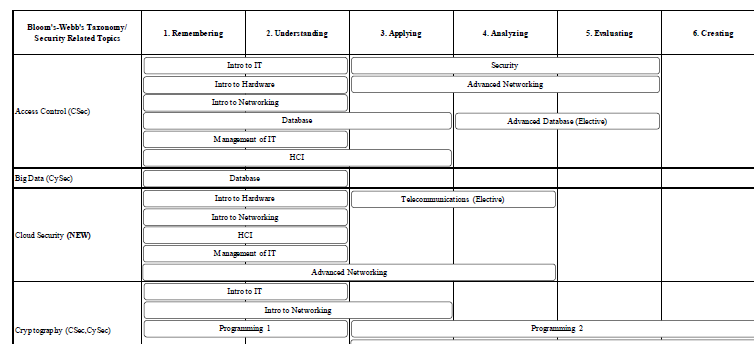 Bloom's-Webb's Taxonomy/
Security Related Topics
1. Remembering
2. Understanding
3. Applying
4. Analyzing
5. Evaluating
6. Creating
Access Control (CSec)
Intro to IT
Security
Intro to Hardware
Advanced Networking
Intro to Networking
Database
Advanced Database (Elective)
Management of IT
HCI
Big Data (CySec)
Database
Cloud Security (NEW)
Intro to Hardware
Telecommunications (Elective)
Intro to Networking
HCI
Management of IT
Advanced Networking
Cryptography (CSec,CySec)
Intro to IT
Intro to Networking
Programming 1
Programming 2